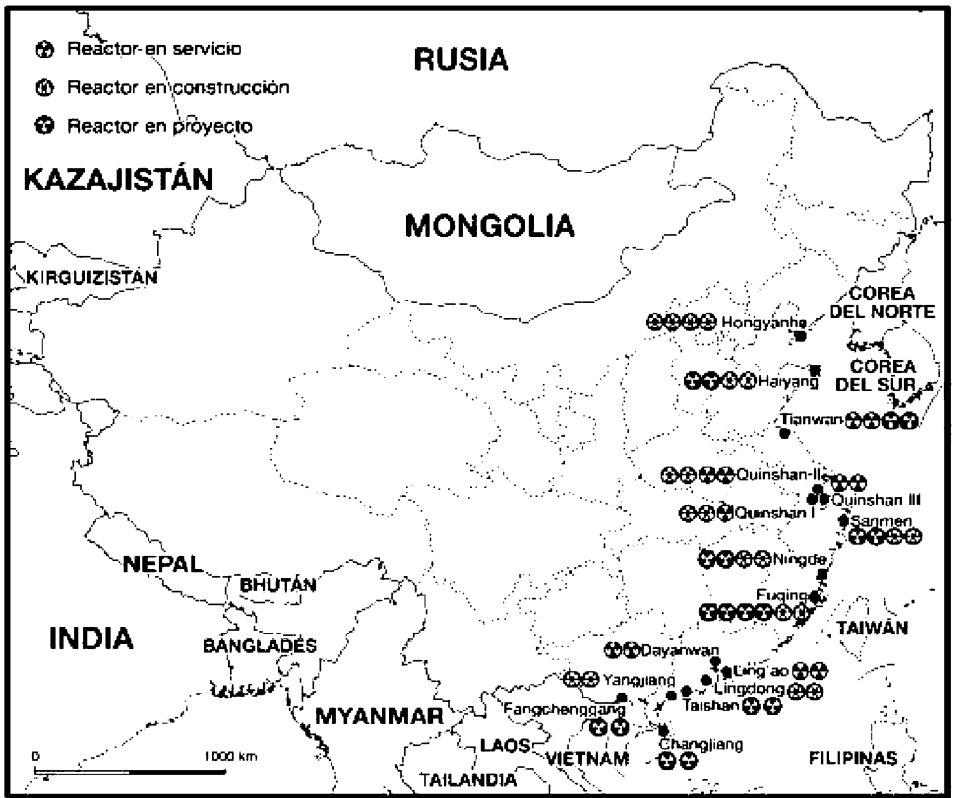 Reactor en servicio
Reactor en construcción
Reactor en proyecto
RUSIA
KAZAJISTÁN
MONGOLIA
KIRGUIZISTÁN
COREA
DEL NORTE
Hongyanhe
COREA
DEL SUR
Haiyang
Tianwan
Quinshan-II
Quinshan III
Quinshan I
Sanmen
Ningde
NEPAL
BHUTÁN
Fuqing
INDIA
TAIWÁN
BANGLADÉS
Dayanwan
Ling'ao
Yangjiang
Lingdong
Taishan
Fangchenggang
MYANMAR
LAOS
VIETNAM
Changjiang
FILIPINAS
TAILANDIA
0 1000 km